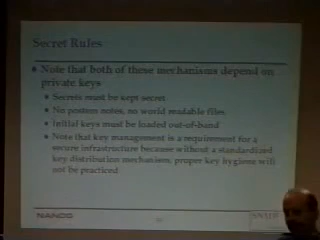 Secret Rules
Note that both of these mechanisms depend on
private keys
Secrets must be kept secret
No postem notes, no world readable files
Initial keys must be loaded out-of-band
Note that key management is a requirement for a
secure infrastructure because without a standardized
key distribution mechanism, proper key hygiene will
not be practiced
NANOG